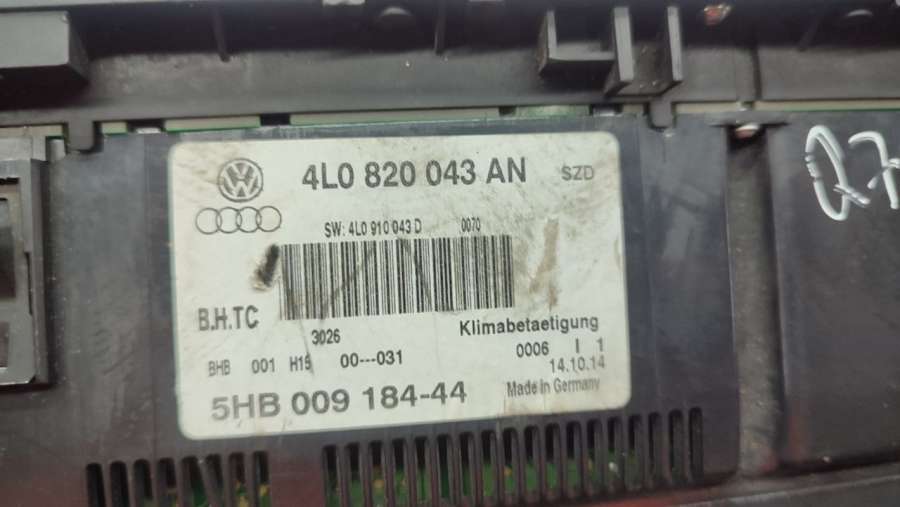 4L0 820 043 AN SZD
SW: 4L0 910 043 D 0070
B.H.TC
3026
Klimabetaetigung
BHB 001 H15 00---031
0006 I 1
14.10.14
5HB 009 184-44
Made in Germany
Q7